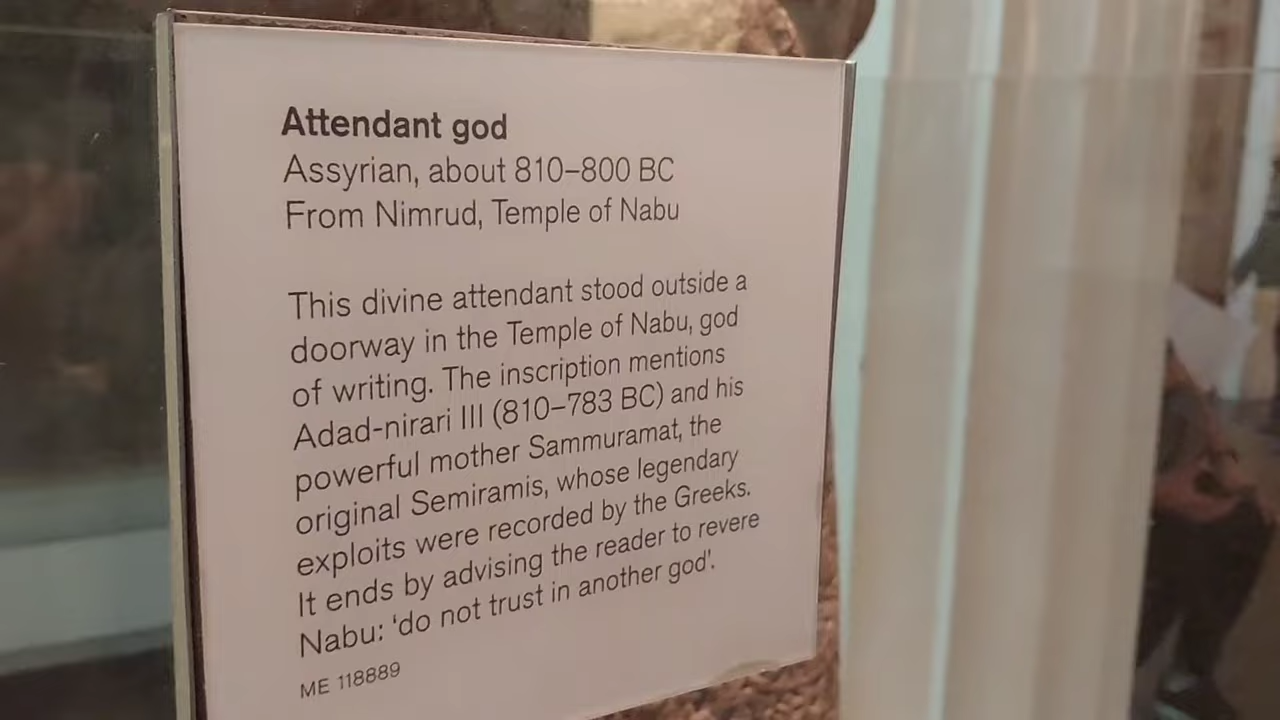 Attendant god
Assyrian, about 810–800 BC
From Nimrud, Temple of Nabu
This divine attendant stood outside a
doorway in the Temple of Nabu, god
of writing. The inscription mentions
Adad-nirari III (810–783 BC) and his
powerful mother Sammuramat, the
original Semiramis, whose legendary
exploits were recorded by the Greeks.
It ends by advising the reader to revere
Nabu: ‘do not trust in another god’.
ME 118889